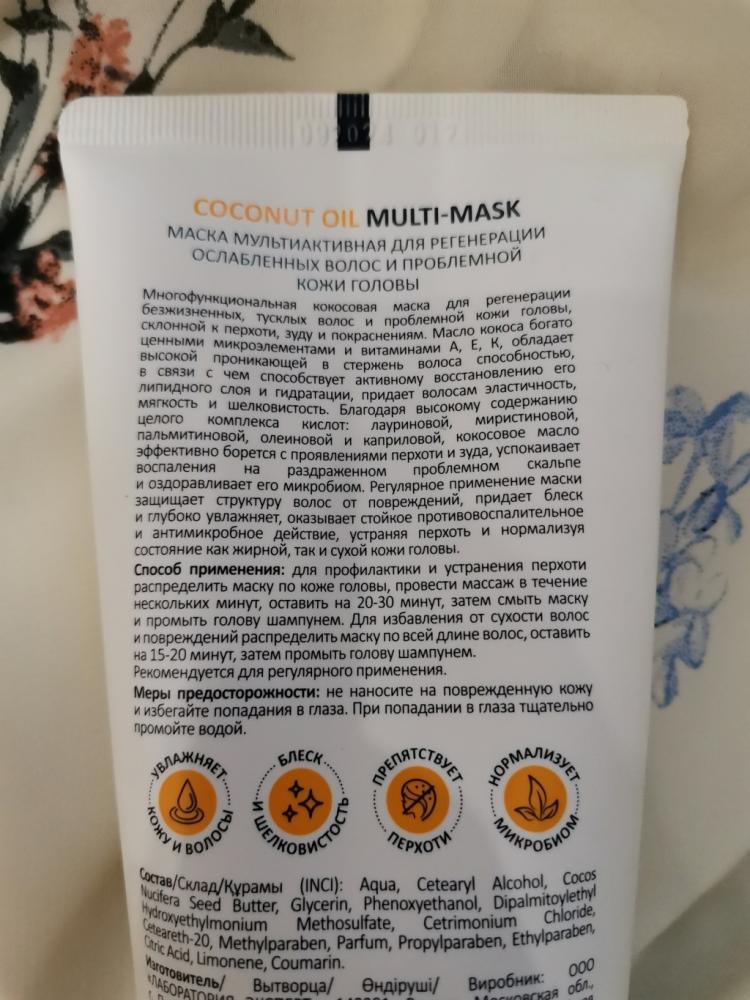 092024 012
COCONUT OIL MULTI-MASK
МАСКА МУЛЬТИАКТИВНАЯ ДЛЯ РЕГЕНЕРАЦИИ
ОСЛАБЛЕННЫХ ВОЛОС И ПРОБЛЕМНОЙ
КОЖИ ГОЛОВЫ
Многофункциональная кокосовая маска для регенерации
безжизненных, тусклых волос и проблемной кожи головы,
склонной к перхоти, зуду и покраснениям. Масло кокоса богато
ценными микроэлементами и витаминами А, Е, К, обладает
высокой проникающей в стержень волоса способностью,
в связи с чем способствует активному восстановлению его
липидного слоя и гидратации, придает волосам эластичность,
мягкость и шелковистость. Благодаря высокому содержанию
целого комплекса кислот: лауриновой, миристиновой,
пальмитиновой, олеиновой и каприловой, кокосовое масло
эффективно борется с проявлениями перхоти и зуда, успокаивает
воспаления на раздраженном проблемном скальпе
и оздоравливает его микробиом. Регулярное применение маски
защищает структуру волос от повреждений, придает блеск
и глубоко увлажняет, оказывает стойкое противовоспалительное
и антимикробное действие, устраняя перхоть и нормализуя
состояние как жирной, так и сухой кожи головы.
Способ применения: для профилактики и устранения перхоти
распределить маску по коже головы, провести массаж в течение
нескольких минут, оставить на 20-30 минут, затем смыть маску
и промыть голову шампунем. Для избавления от сухости волос
и повреждений распределить маску по всей длине волос, оставить
на 15-20 минут, затем промыть голову шампунем.
Рекомендуется для регулярного применения.
Меры предосторожности: не наносите на поврежденную кожу
и избегайте попадания в глаза. При попадании в глаза тщательно
промойте водой.
УВЛАЖНЯЕТ КОЖУ И ВОЛОСЫ
БЛЕСК И ШЕЛКОВИСТОСТЬ
ПРЕПЯТСТВУЕТ ПЕРХОТИ
НОРМАЛИЗУЕТ МИКРОБИОМ
Состав/Склад/Құрамы (INCI): Aqua, Cetearyl Alcohol, Cocos
Nucifera Seed Butter, Glycerin, Phenoxyethanol, Dipalmitoylethyl
Hydroxyethylmonium Methosulfate, Cetrimonium Chloride,
Ceteareth-20, Methylparaben, Parfum, Propylparaben, Ethylparaben,
Citric Acid, Limonene, Coumarin.
Изготовитель/ Вытворца/ Өндіруші/ Виробник: ООО
«ЛАБОРАТОРИЯ Московская обл.,